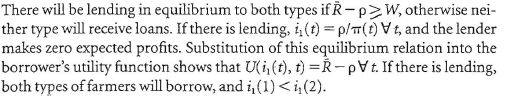 There will be lending in equilibrium to both types if R̄ − ρ ⩾ W, otherwise nei-
ther type will receive loans. If there is lending, i₁(t) = ρ/π(t) ∀ t, and the lender
makes zero expected profits. Substitution of this equilibrium relation into the
borrower's utility function shows that U(i₁(t), t) = R̄ − ρ ∀ t. If there is lending,
both types of farmers will borrow, and i₁(1) < i₁(2).